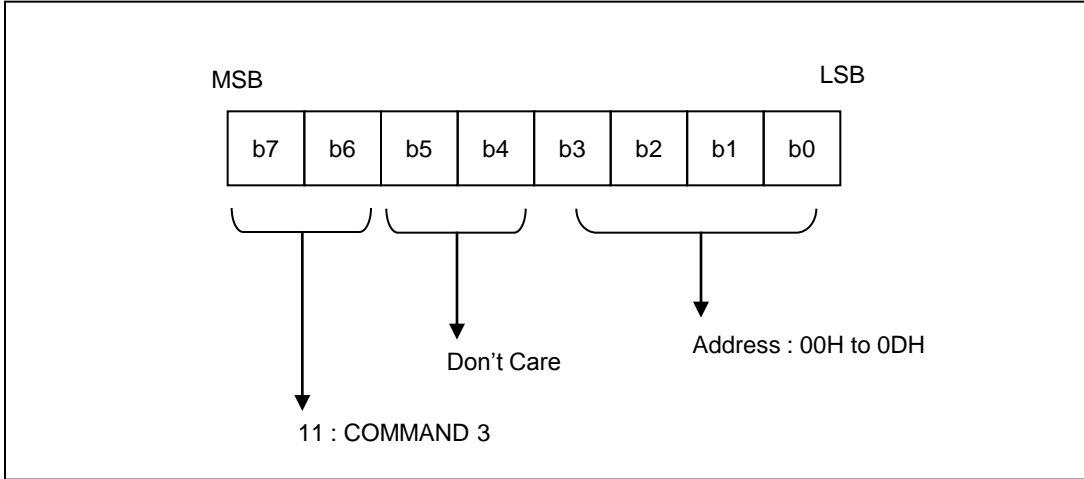 MSB LSB
b7 b6 b5 b4 b3 b2 b1 b0
Address : 00H to 0DH
Don’t Care
11 : COMMAND 3